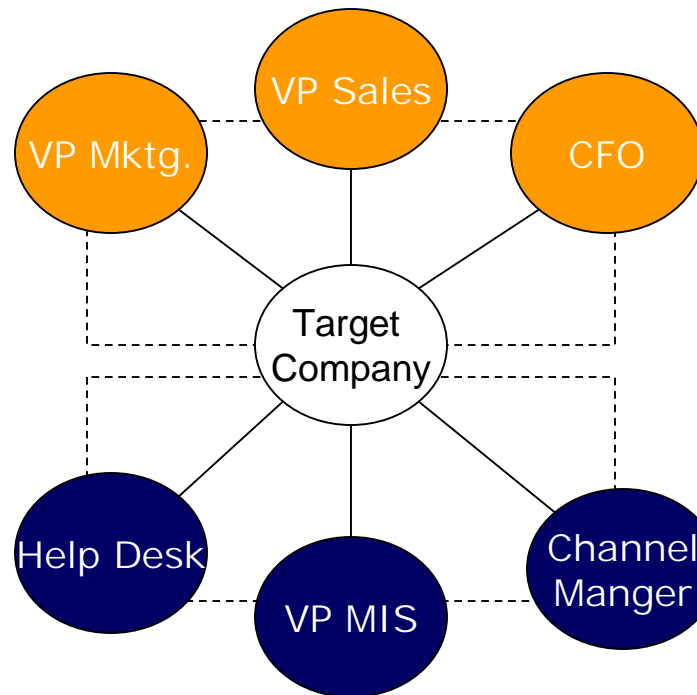 VP Sales
VP Mktg.
CFO
Target
Company
Help Desk
VP MIS
Channel
Manger